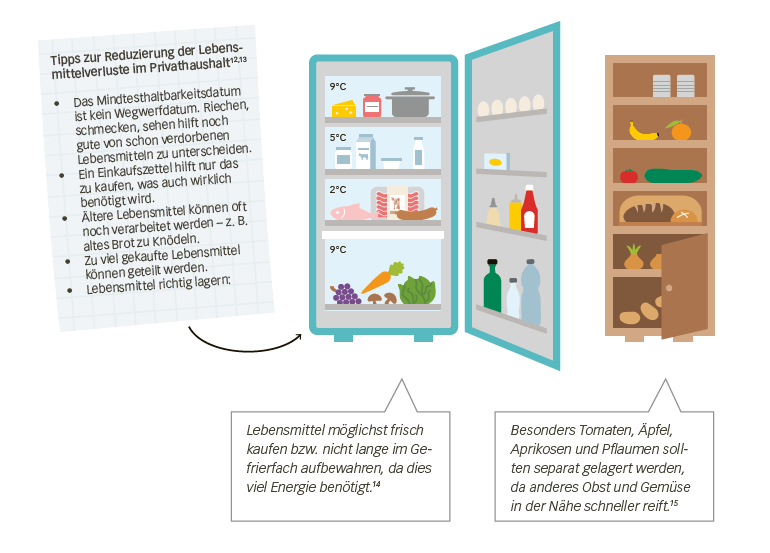 Tipps zur Reduzierung der Lebens-
mittelverluste im Privathaushalt¹²,¹³
• Das Mindesthaltbarkeitsdatum
ist kein Wegwerfdatum. Riechen,
schmecken, sehen hilft noch
gute von schon verdorbenen
Lebensmitteln zu unterscheiden.
• Ein Einkaufszettel hilft nur das
zu kaufen, was auch wirklich
benötigt wird.
• Ältere Lebensmittel können oft
noch verarbeitet werden – z. B.
altes Brot zu Knödeln.
• Zu viel gekaufte Lebensmittel
können geteilt werden.
• Lebensmittel richtig lagern:
9°C
5°C
2°C
9°C
Lebensmittel möglichst frisch
kaufen bzw. nicht lange im Ge-
frierfach aufbewahren, da dies
viel Energie benötigt.¹⁴
Besonders Tomaten, Äpfel,
Aprikosen und Pflaumen soll-
ten separat gelagert werden,
da anderes Obst und Gemüse
in der Nähe schneller reift.¹⁵